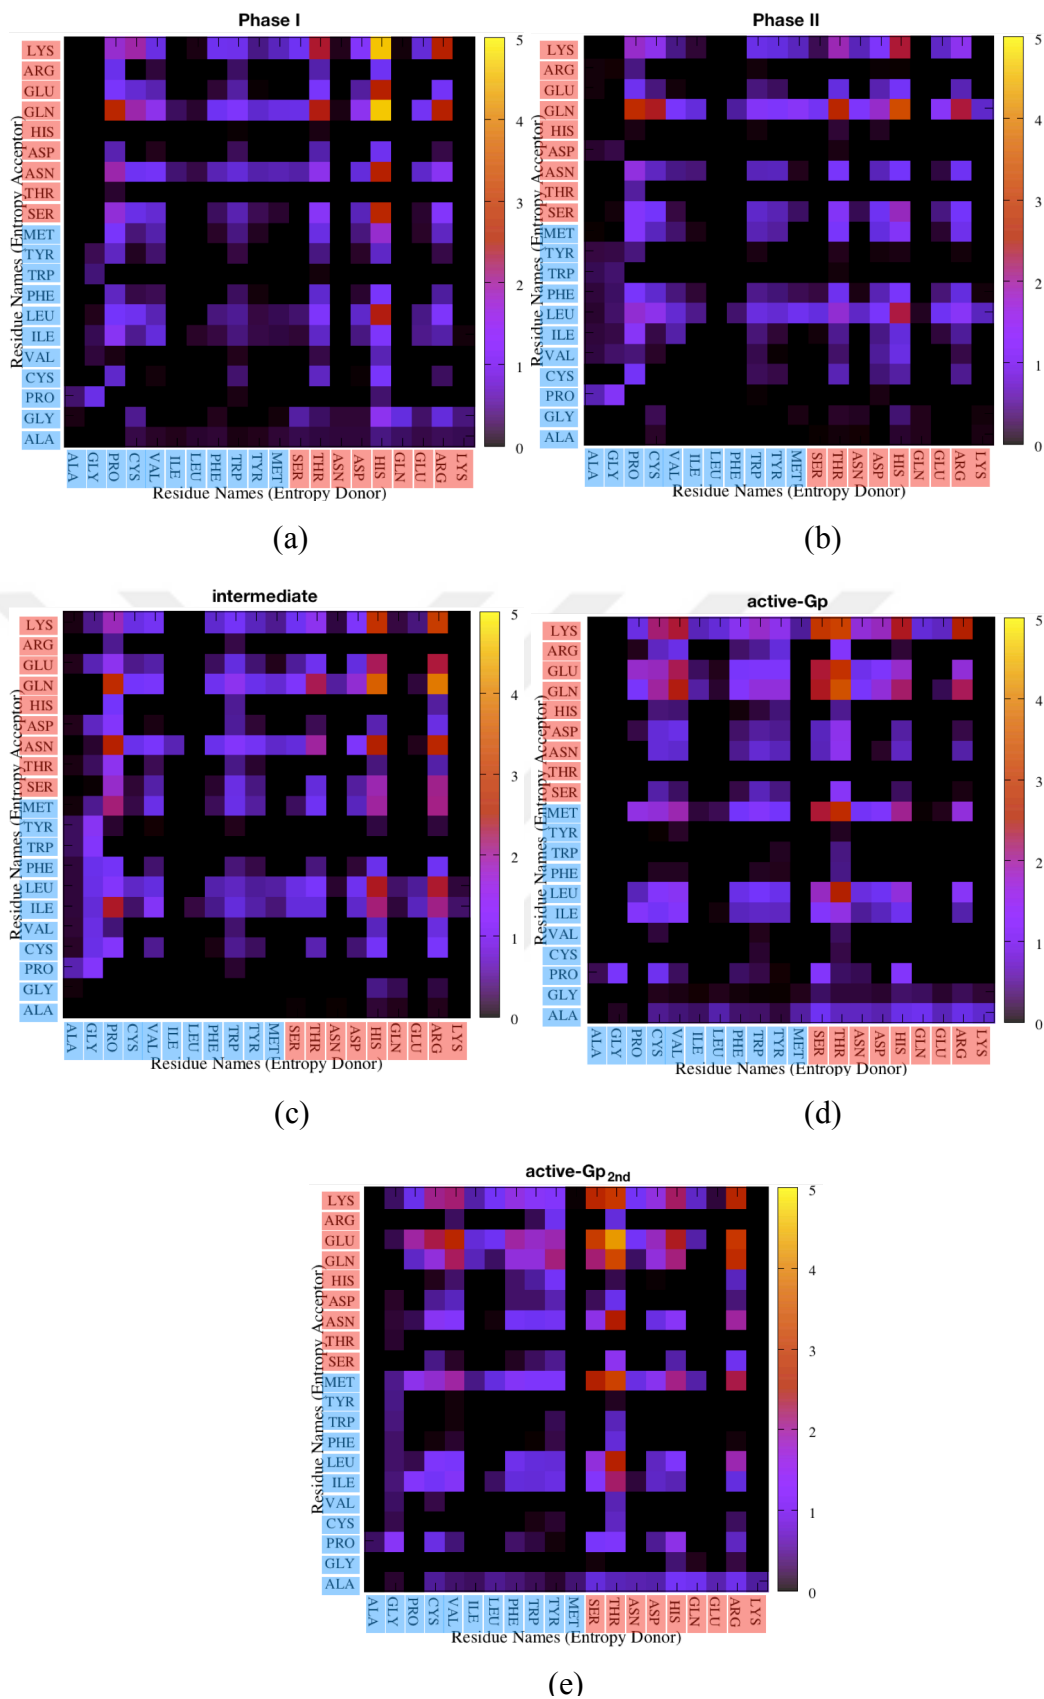 Phase I
Residue Names (Entropy Acceptor)
LYS
ARG
GLU
GLN
HIS
ASP
ASN
THR
SER
MET
TYR
TRP
PHE
LEU
ILE
VAL
CYS
PRO
GLY
ALA
5
4
3
2
1
0
ALA GLY PRO CYS VAL ILE LEU PHE TRP TYR MET SER THR ASN ASP HIS GLN GLU ARG LYS
Residue Names (Entropy Donor)
(a)
Phase II
Residue Names (Entropy Acceptor)
LYS
ARG
GLU
GLN
HIS
ASP
ASN
THR
SER
MET
TYR
TRP
PHE
LEU
ILE
VAL
CYS
PRO
GLY
ALA
5
4
3
2
1
0
ALA GLY PRO CYS VAL ILE LEU PHE TRP TYR MET SER THR ASN ASP HIS GLN GLU ARG LYS
Residue Names (Entropy Donor)
(b)
intermediate
Residue Names (Entropy Acceptor)
LYS
ARG
GLU
GLN
HIS
ASP
ASN
THR
SER
MET
TYR
TRP
PHE
LEU
ILE
VAL
CYS
PRO
GLY
ALA
5
4
3
2
1
0
ALA GLY PRO CYS VAL ILE LEU PHE TRP TYR MET SER THR ASN ASP HIS GLN GLU ARG LYS
Residue Names (Entropy Donor)
(c)
active-Gp
Residue Names (Entropy Acceptor)
LYS
ARG
GLU
GLN
HIS
ASP
ASN
THR
SER
MET
TYR
TRP
PHE
LEU
ILE
VAL
CYS
PRO
GLY
ALA
5
4
3
2
1
0
ALA GLY PRO CYS VAL ILE LEU PHE TRP TYR MET SER THR ASN ASP HIS GLN GLU ARG LYS
Residue Names (Entropy Donor)
(d)
active-Gp2nd
Residue Names (Entropy Acceptor)
LYS
ARG
GLU
GLN
HIS
ASP
ASN
THR
SER
MET
TYR
TRP
PHE
LEU
ILE
VAL
CYS
PRO
GLY
ALA
5
4
3
2
1
0
ALA GLY PRO CYS VAL ILE LEU PHE TRP TYR MET SER THR ASN ASP HIS GLN GLU ARG LYS
Residue Names (Entropy Donor)
(e)